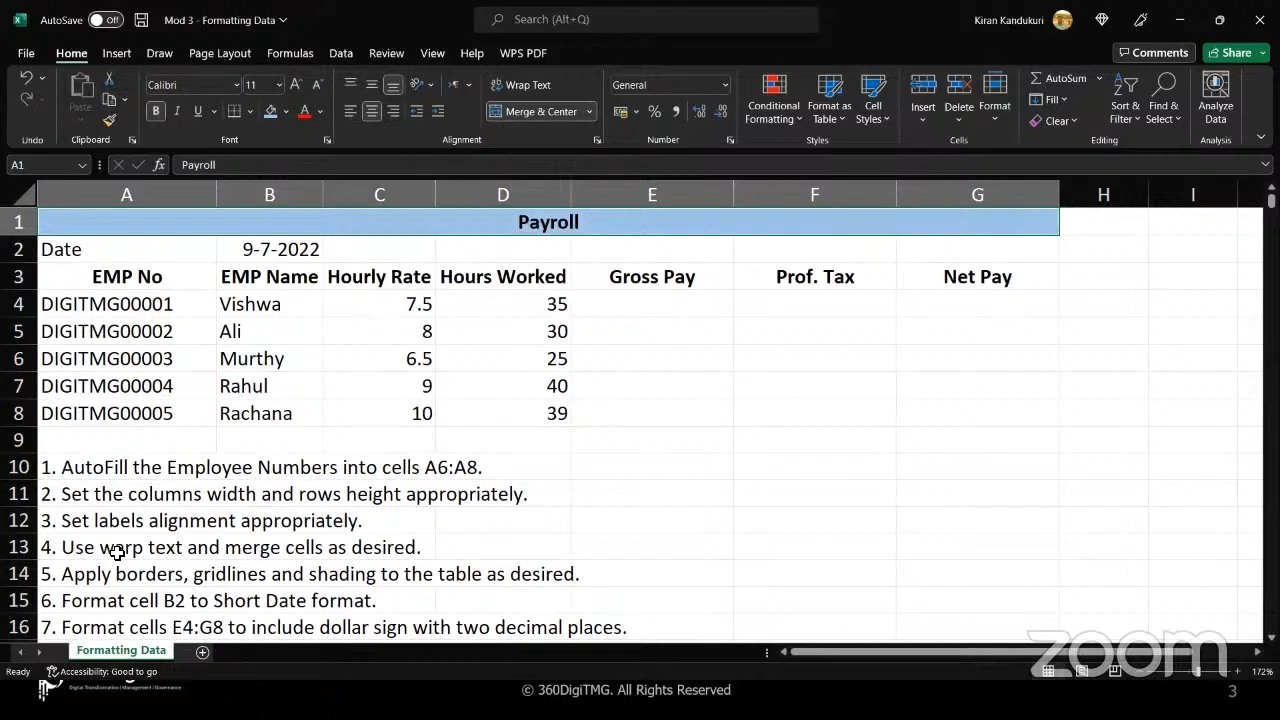 AutoSave Off Mod 3 - Formatting Data Search (Alt+Q) Kiran Kandukuri
File Home Insert Draw Page Layout Formulas Data Review View Help WPS PDF Comments Share
Paste Calibri 11 A A Wrap Text General Conditional Formatting Format as Table Cell Styles Insert Delete Format AutoSum Fill Clear Sort & Filter Find & Select Analyze Data
B I U A Merge & Center % ,
Undo Clipboard Font Alignment Number Styles Cells Editing Analysis
A1 fx Payroll
A B C D E F G H I
1 Payroll
2 Date 9-7-2022
3 EMP No EMP Name Hourly Rate Hours Worked Gross Pay Prof. Tax Net Pay
4 DIGITMG00001 Vishwa 7.5 35
5 DIGITMG00002 Ali 8 30
6 DIGITMG00003 Murthy 6.5 25
7 DIGITMG00004 Rahul 9 40
8 DIGITMG00005 Rachana 10 39
9
10 1. AutoFill the Employee Numbers into cells A6:A8.
11 2. Set the columns width and rows height appropriately.
12 3. Set labels alignment appropriately.
13 4. Use warp text and merge cells as desired.
14 5. Apply borders, gridlines and shading to the table as desired.
15 6. Format cell B2 to Short Date format.
16 7. Format cells E4:G8 to include dollar sign with two decimal places.
Formatting Data
zoom
Ready Accessibility: Good to go 172%
Digital Transformation | Management | Governance
© 360DigiTMG. All Rights Reserved 3